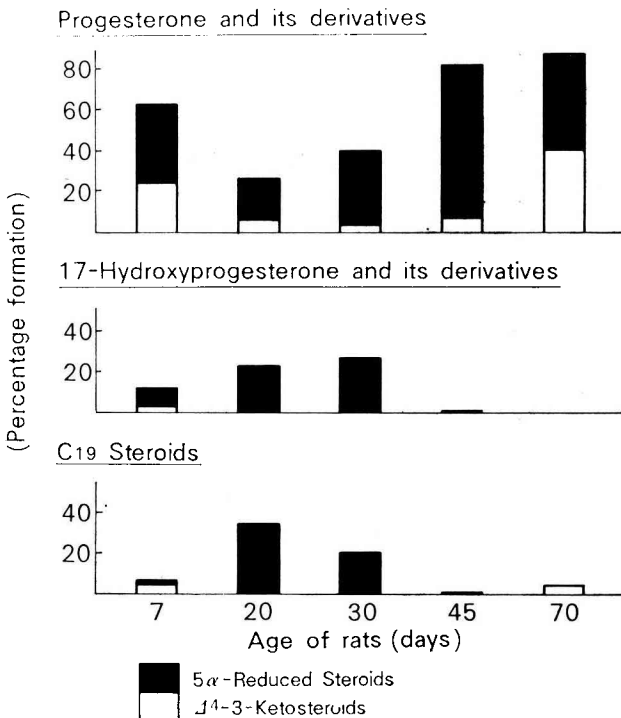 Progesterone and its derivatives
80
60
40
20
17-Hydroxyprogesterone and its derivatives
40
20
C19 Steroids
40
20
7 20 30 45 70
Age of rats (days)
(Percentage formation)
5α-Reduced Steroids
Δ4-3-Ketosteroids